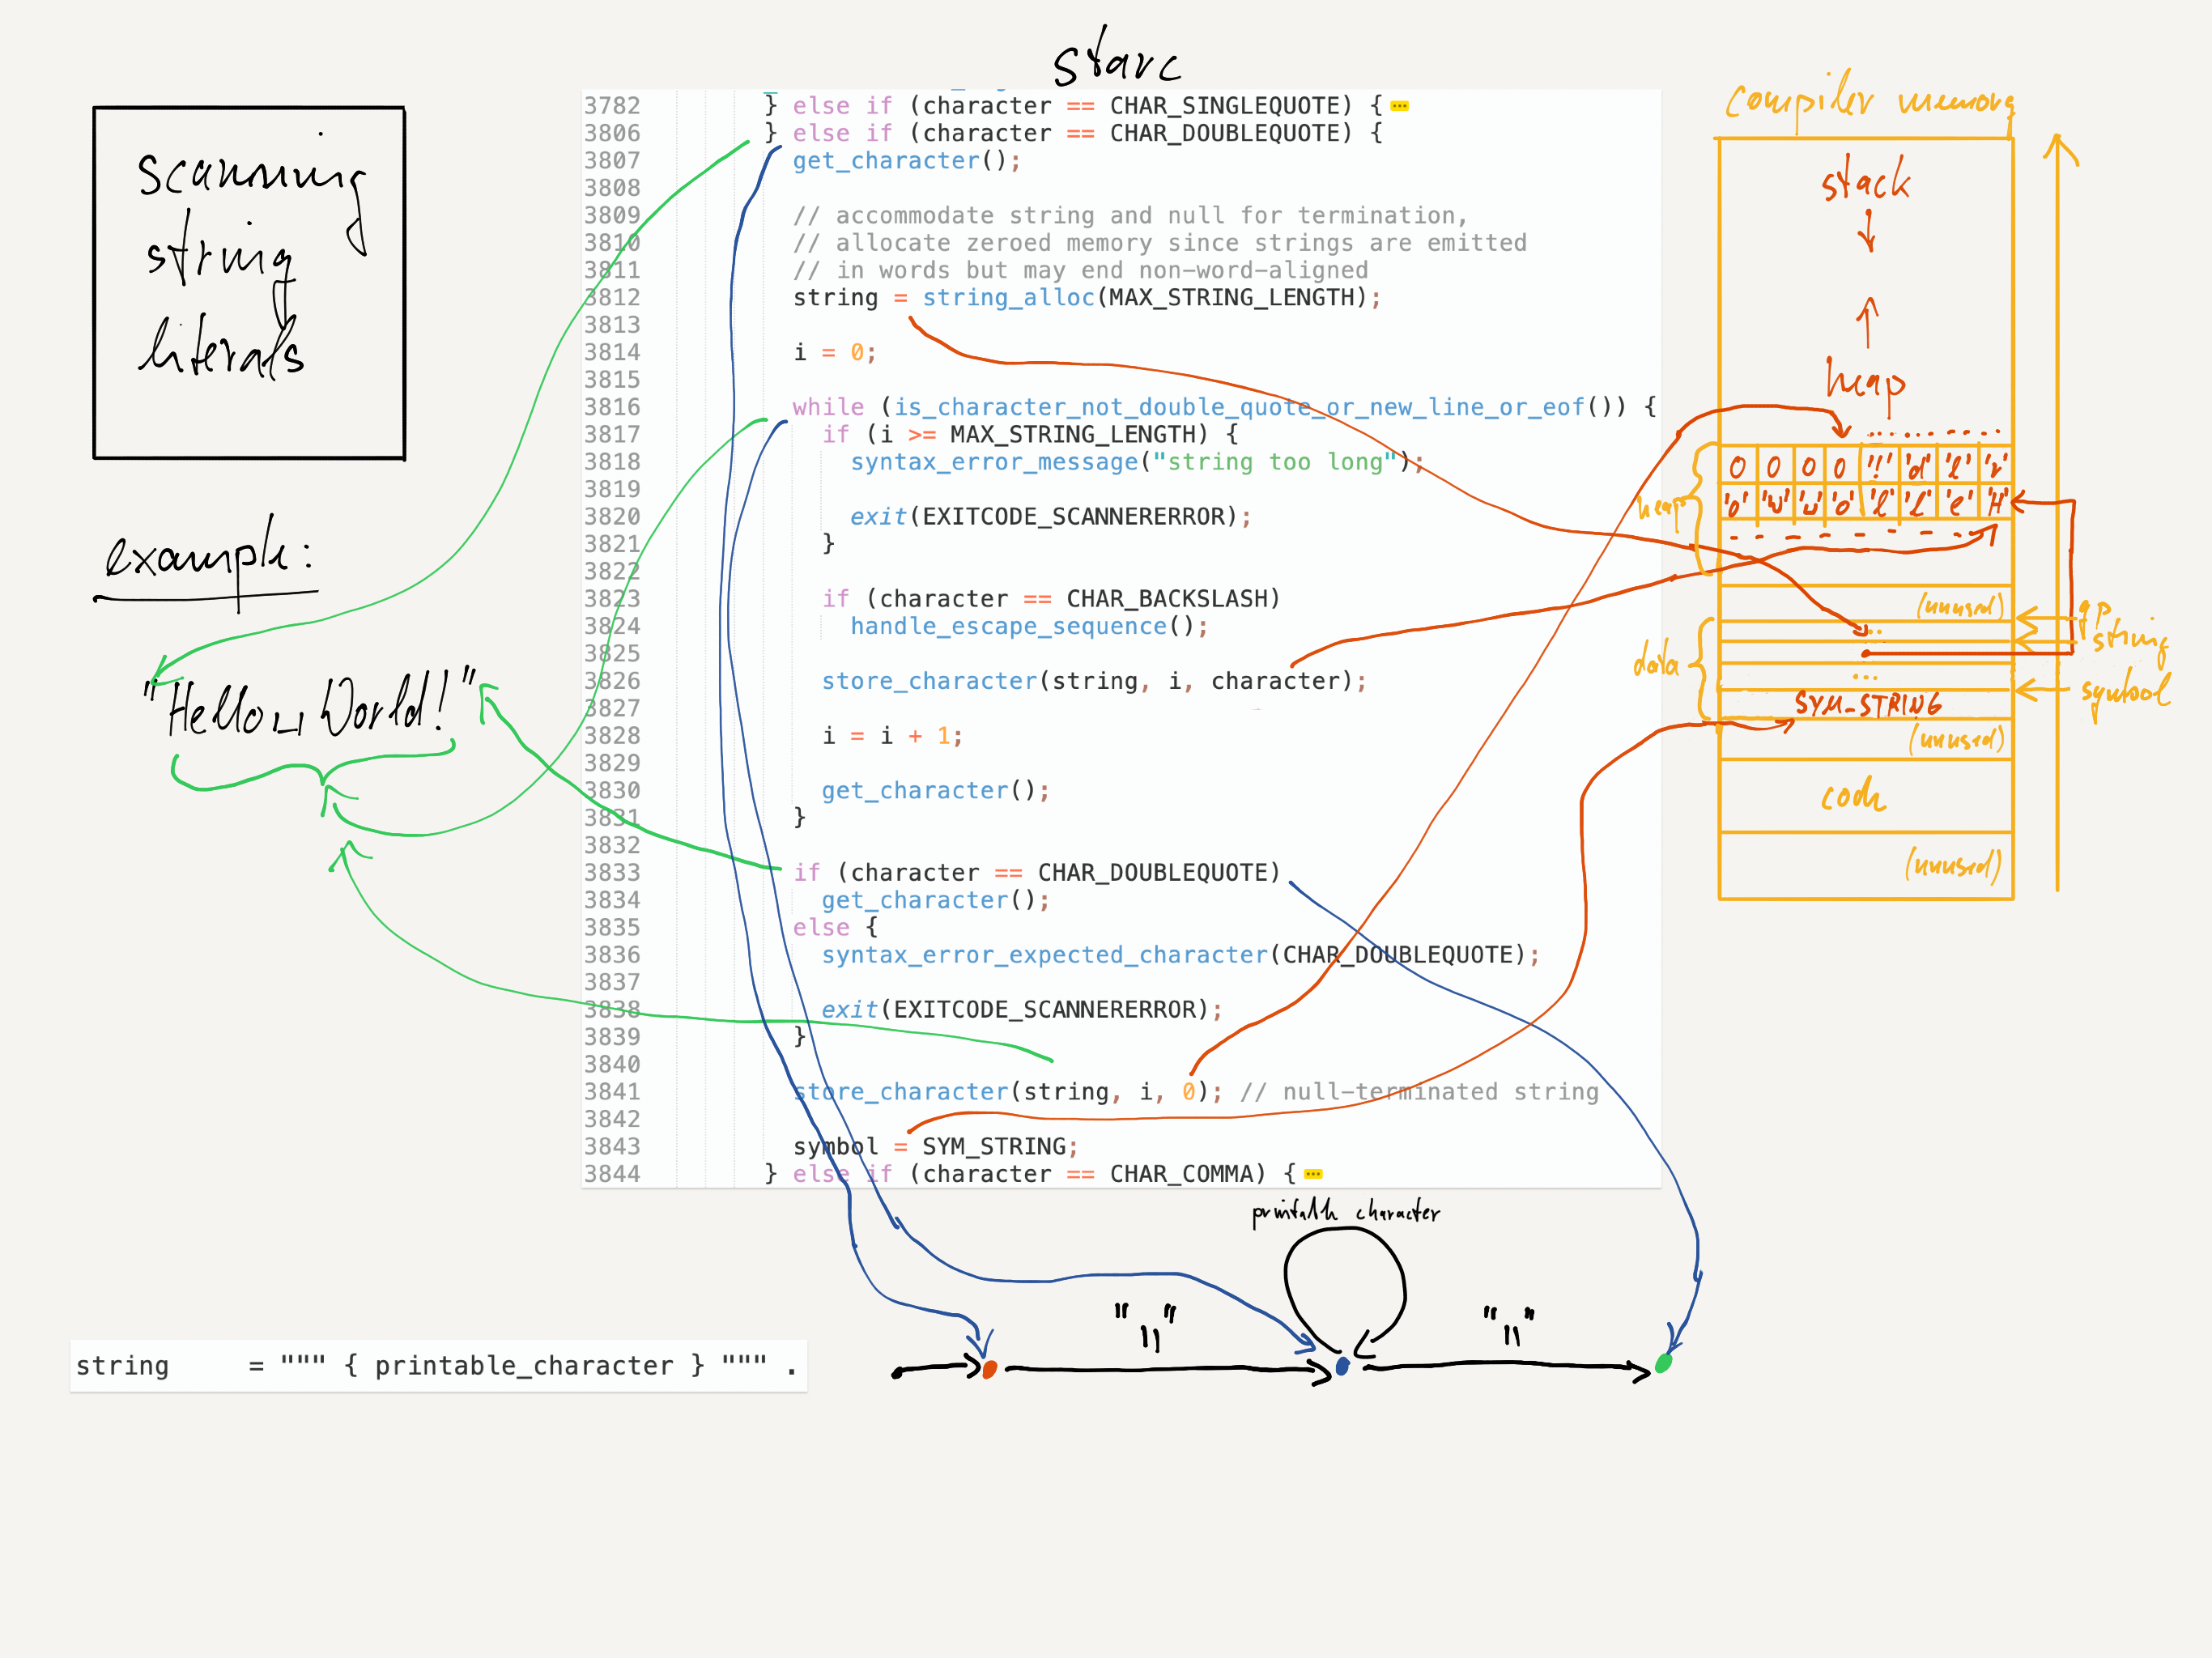 starc
scanning
string
literals
example:
"Hello␣World!"
3782 } else if (character == CHAR_SINGLEQUOTE) {
3806 } else if (character == CHAR_DOUBLEQUOTE) {
3807 get_character();
3808
3809 // accommodate string and null for termination,
3810 // allocate zeroed memory since strings are emitted
3811 // in words but may end non-word-aligned
3812 string = string_alloc(MAX_STRING_LENGTH);
3813
3814 i = 0;
3815
3816 while (is_character_not_double_quote_or_new_line_or_eof()) {
3817 if (i >= MAX_STRING_LENGTH) {
3818 syntax_error_message("string too long");
3819
3820 exit(EXITCODE_SCANNERERROR);
3821 }
3822
3823 if (character == CHAR_BACKSLASH)
3824 handle_escape_sequence();
3825
3826 store_character(string, i, character);
3827
3828 i = i + 1;
3829
3830 get_character();
3831 }
3832
3833 if (character == CHAR_DOUBLEQUOTE)
3834 get_character();
3835 else {
3836 syntax_error_expected_character(CHAR_DOUBLEQUOTE);
3837
3838 exit(EXITCODE_SCANNERERROR);
3839 }
3840
3841 store_character(string, i, 0); // null-terminated string
3842
3843 symbol = SYM_STRING;
3844 } else if (character == CHAR_COMMA) {
compiler memory
stack
heap
0 0 0 0 '!' 'd' 'l' 'r'
heap
'l' 'l' 'e' 'H'
(unused)
gp
...
string
data
...
symbol
SYM_STRING
(unused)
code
(unused)
character
" " "
" " "
string = """ { printable_character } """ .